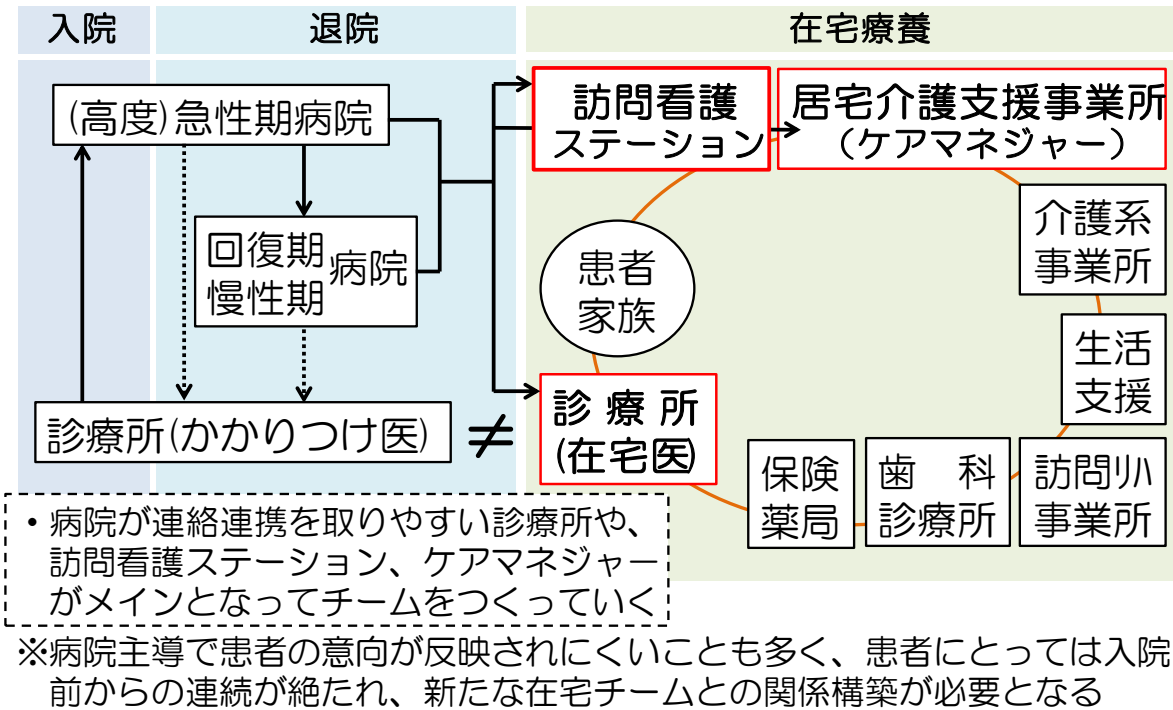 入院
退院
在宅療養
(高度)急性期病院
回復期
慢性期
病院
診療所(かかりつけ医)
≠
訪問看護
ステーション
居宅介護支援事業所
（ケアマネジャー）
患者
家族
介護系
事業所
生活
支援
診療所
(在宅医)
保険
薬局
歯科
診療所
訪問リハ
事業所
・病院が連絡連携を取りやすい診療所や、
訪問看護ステーション、ケアマネジャー
がメインとなってチームをつくっていく
※病院主導で患者の意向が反映されにくいことも多く、患者にとっては入院
前からの連続が絶たれ、新たな在宅チームとの関係構築が必要となる